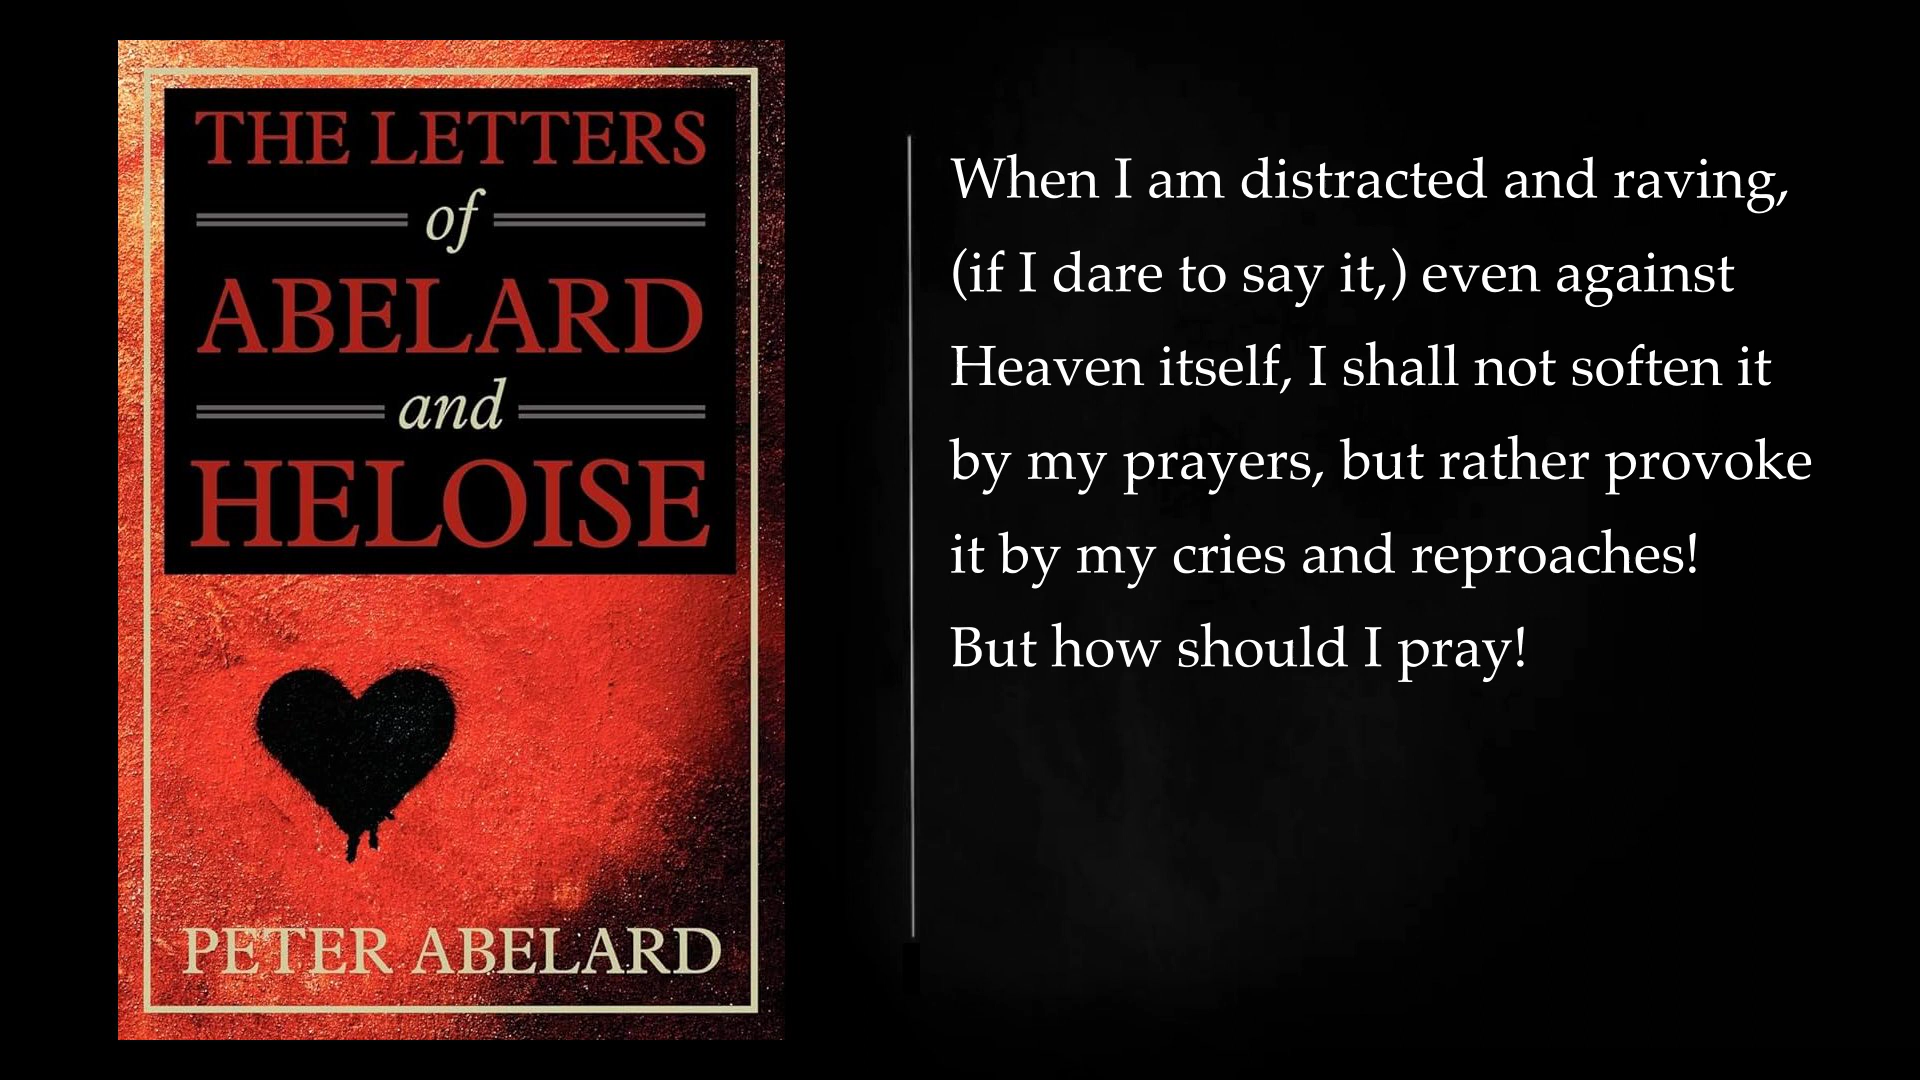 THE LETTERS
of
ABELARD
and
HELOISE
PETER ABELARD
When I am distracted and raving,
(if I dare to say it,) even against
Heaven itself, I shall not soften it
by my prayers, but rather provoke
it by my cries and reproaches!
But how should I pray!